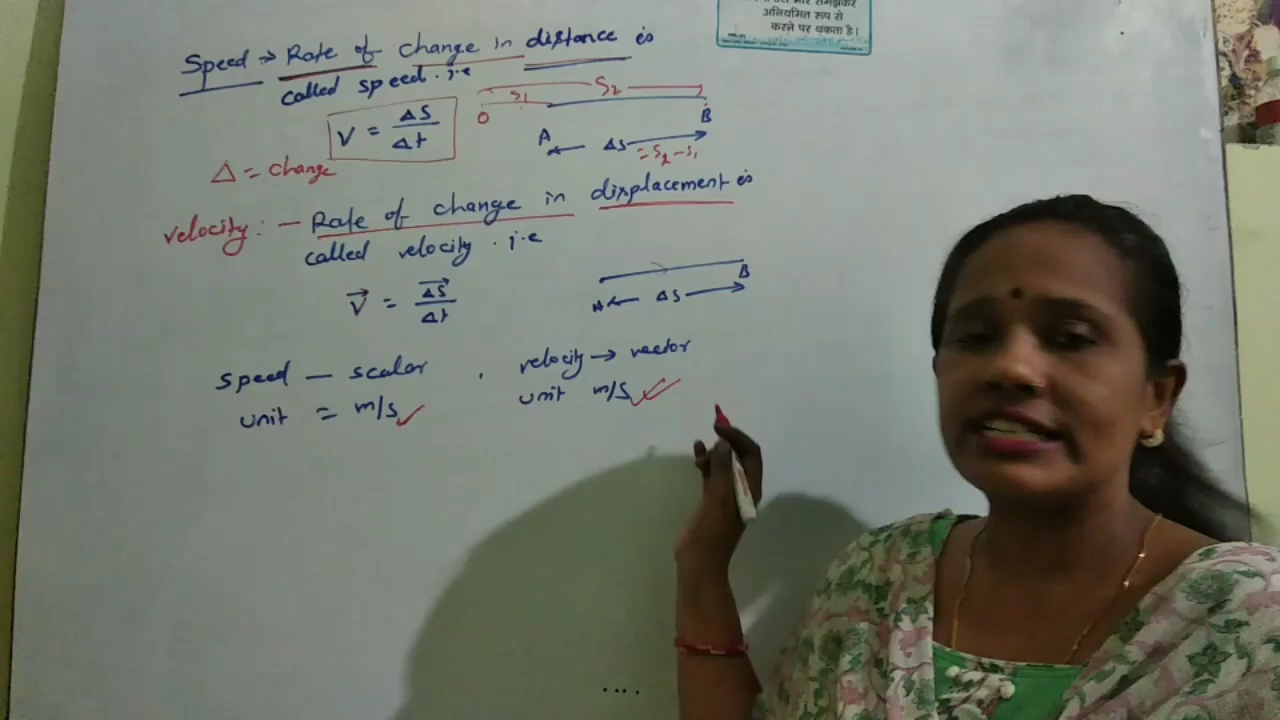 अनियमित रूप से
करने पर चकता है।
Speed → Rate of change in distance is
called speed . i.e
S₁ S₂
V = ΔS/Δt
O B
A ΔS = S₂ - S₁
Δ = change
velocity : - Rate of change in displacement is
called velocity . i.e
V⃗ = ΔS⃗/Δt
A ΔS B
Speed — scalar , velocity → vector
unit = m/s ✓ unit m/s ✓
....